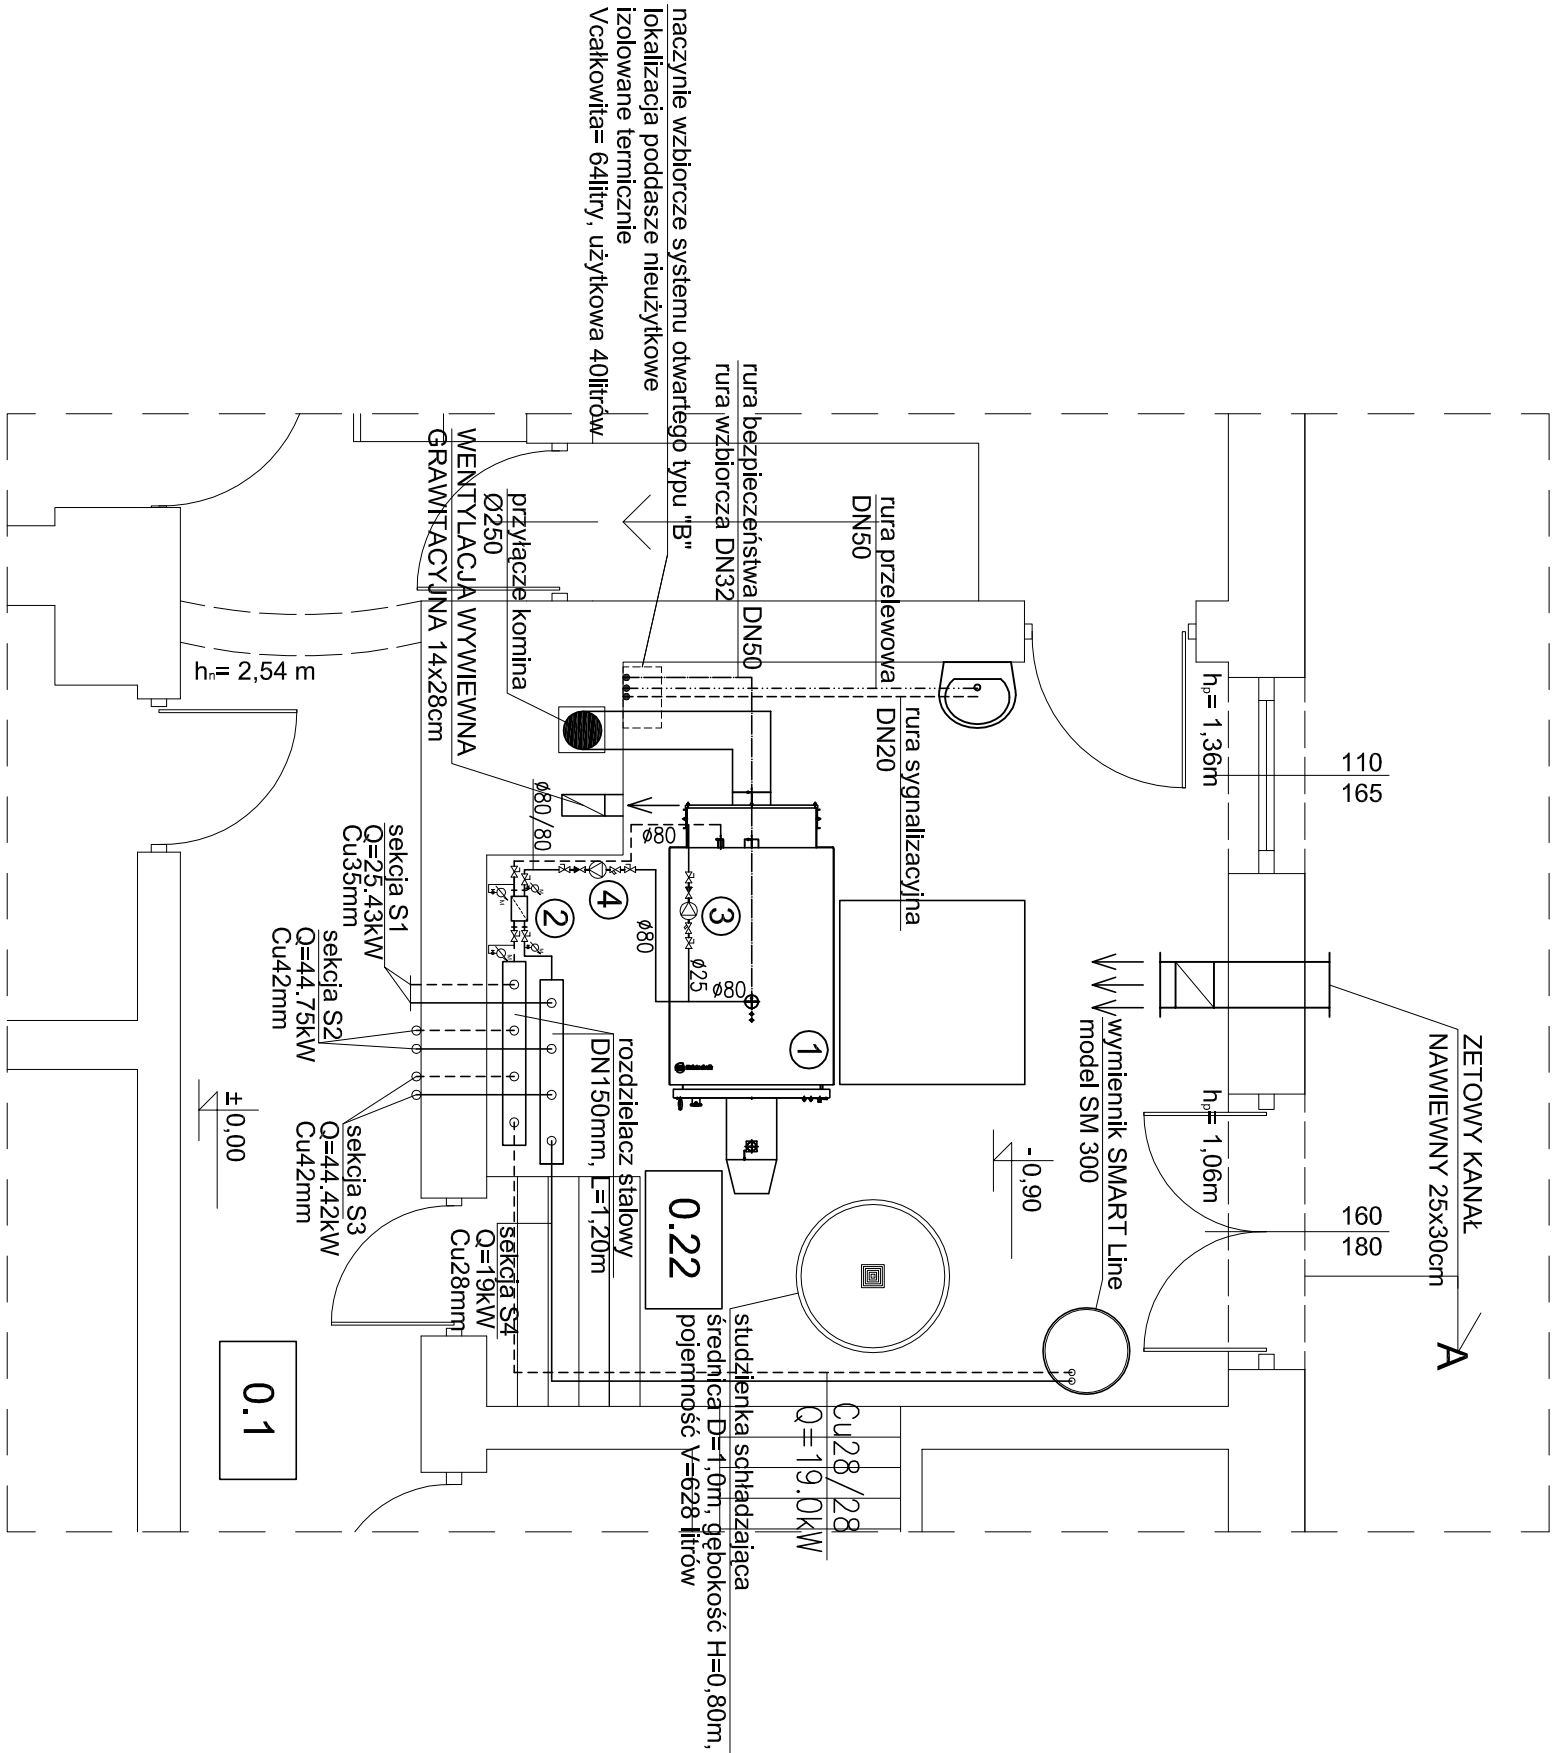 naczynie wzbiorcze systemu otwartego typu "B"
lokalizacja poddasze nieużytkowe
izolowane termicznie
Vcałkowita= 64litry, użytkowa 40litrów
rura bezpieczeństwa DN50
rura wzbiorcza DN32
rura przelewowa
DN50
rura sygnalizacyjna
DN20
przyłącze komina
Ø250
WENTYLACJA WYWIEWNA
GRAWITACYJNA 14x28cm
hn= 2,54 m
hp= 1,36m
110
165
ZETOWY KANAŁ
NAWIEWNY 25x30cm
hp= 1,06m
160
180
A
wymiennik SMART Line
model SM 300
- 0,90
ø80/80
ø80
ø80
ø25
ø80
1
2
3
4
sekcja S1
Q=25.43kW
Cu35mm
sekcja S2
Q=44.75kW
Cu42mm
sekcja S3
Q=44.42kW
Cu42mm
sekcja S4
Q=19kW
Cu28mm
rozdzielacz stalowy
DN150mm, L=1,20m
±0,00
0.22
0.1
studzienka schładzająca
średnica D=1,0m, gębokość H=0,80m,
pojemność V=628 litrów
Cu28/28
Q=19.0kW